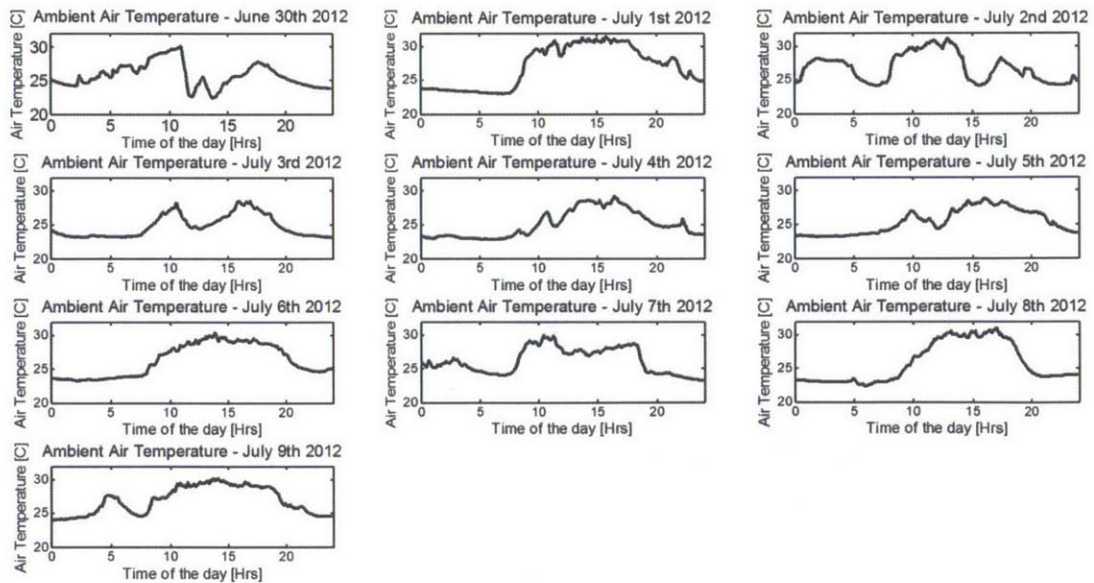 Ambient Air Temperature - June 30th 2012
Air Temperature [C]
30
25
20
0 5 10 15 20
Time of the day [Hrs]
Ambient Air Temperature - July 1st 2012
Air Temperature [C]
30
25
20
0 5 10 15 20
Time of the day [Hrs]
Ambient Air Temperature - July 2nd 2012
Air Temperature [C]
30
25
20
0 5 10 15 20
Time of the day [Hrs]
Ambient Air Temperature - July 3rd 2012
Air Temperature [C]
30
25
20
0 5 10 15 20
Time of the day [Hrs]
Ambient Air Temperature - July 4th 2012
Air Temperature [C]
30
25
20
0 5 10 15 20
Time of the day [Hrs]
Ambient Air Temperature - July 5th 2012
Air Temperature [C]
30
25
20
0 5 10 15 20
Time of the day [Hrs]
Ambient Air Temperature - July 6th 2012
Air Temperature [C]
30
25
20
0 5 10 15 20
Time of the day [Hrs]
Ambient Air Temperature - July 7th 2012
Air Temperature [C]
30
25
20
0 5 10 15 20
Time of the day [Hrs]
Ambient Air Temperature - July 8th 2012
Air Temperature [C]
30
25
20
0 5 10 15 20
Time of the day [Hrs]
Ambient Air Temperature - July 9th 2012
Air Temperature [C]
30
25
20
0 5 10 15 20
Time of the day [Hrs]